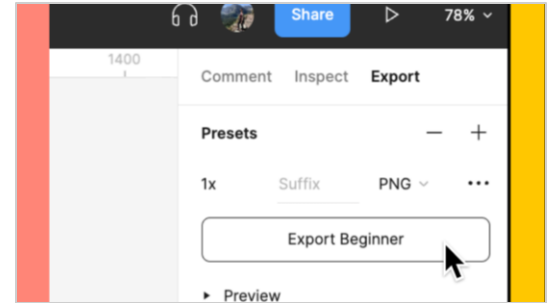 Share 78%
1400
Comment Inspect Export
Presets
1x Suffix PNG
Export Beginner
Preview